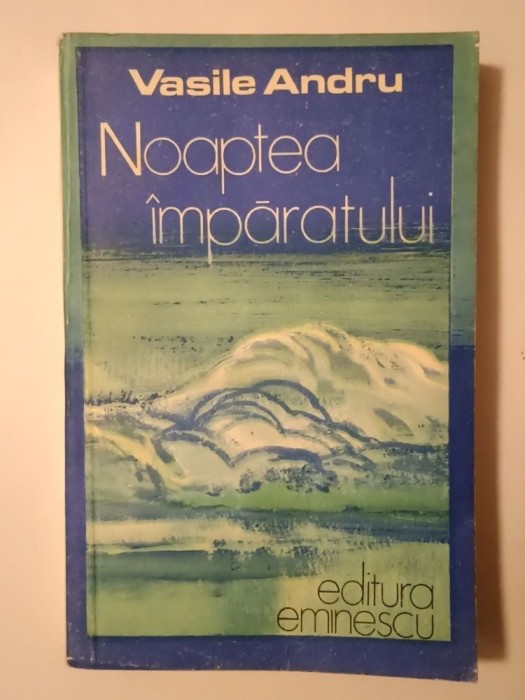 Vasile Andru
Noaptea
împăratului
editura
eminescu